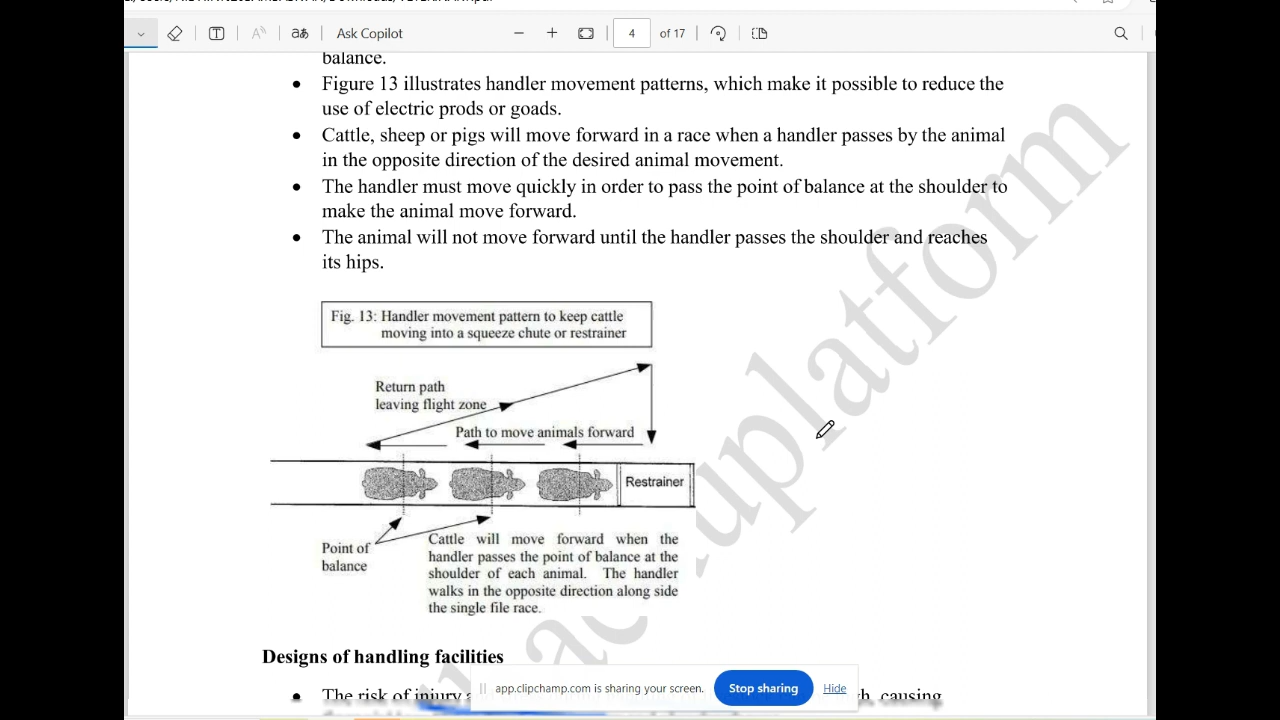 Ask Copilot
4 of 17
balance.
• Figure 13 illustrates handler movement patterns, which make it possible to reduce the
use of electric prods or goads.
• Cattle, sheep or pigs will move forward in a race when a handler passes by the animal
in the opposite direction of the desired animal movement.
• The handler must move quickly in order to pass the point of balance at the shoulder to
make the animal move forward.
• The animal will not move forward until the handler passes the shoulder and reaches
its hips.
Fig. 13: Handler movement pattern to keep cattle
moving into a squeeze chute or restrainer
Return path
leaving flight zone
Path to move animals forward
Restrainer
Point of
balance
Cattle will move forward when the
handler passes the point of balance at the
shoulder of each animal. The handler
walks in the opposite direction along side
the single file race.
Designs of handling facilities
• The risk of injury
causing
app.clipchamp.com is sharing your screen.
Stop sharing
Hide